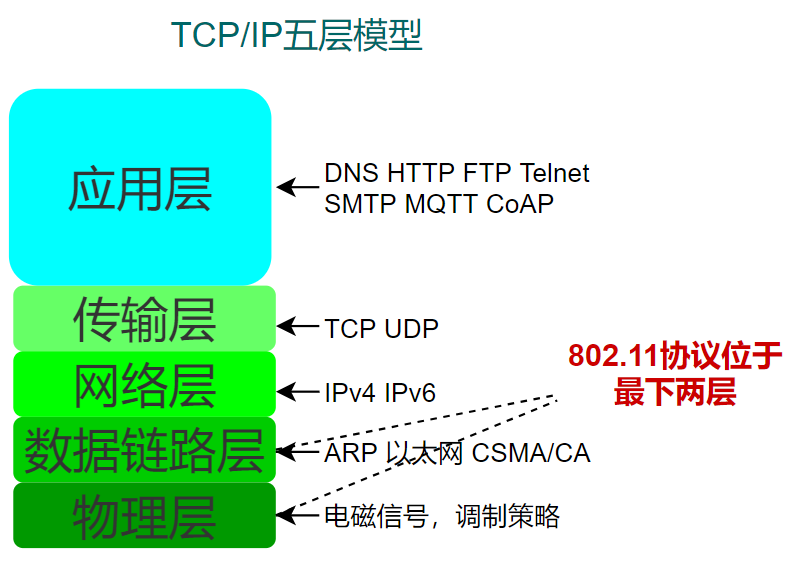 TCP/IP五层模型
应用层
DNS HTTP FTP Telnet
SMTP MQTT CoAP
传输层
TCP UDP
802.11协议位于
最下两层
网络层
IPv4 IPv6
数据链路层
ARP 以太网 CSMA/CA
物理层
电磁信号，调制策略